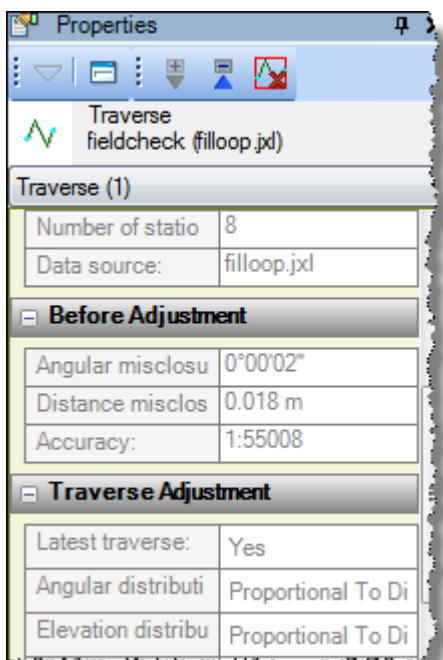 Properties
Traverse
fieldcheck (filloop.jxl)
Traverse (1)
Number of statio 8
Data source: filloop.jxl
Before Adjustment
Angular misclosu 0°00'02"
Distance misclos 0.018 m
Accuracy: 1:55008
Traverse Adjustment
Latest traverse: Yes
Angular distributi Proportional To Di
Elevation distribu Proportional To Di